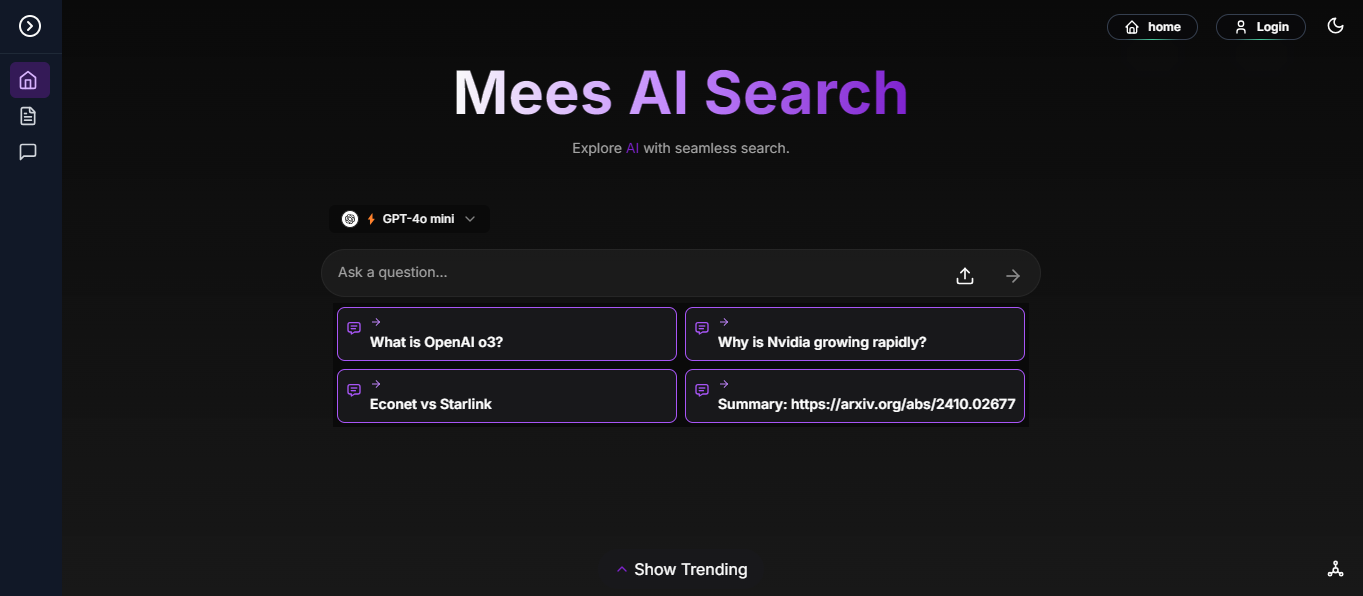 home
Login
Mees AI Search
Explore AI with seamless search.
GPT-4o mini
Ask a question...
What is OpenAI o3?
Why is Nvidia growing rapidly?
Econet vs Starlink
Summary: https://arxiv.org/abs/2410.02677
Show Trending